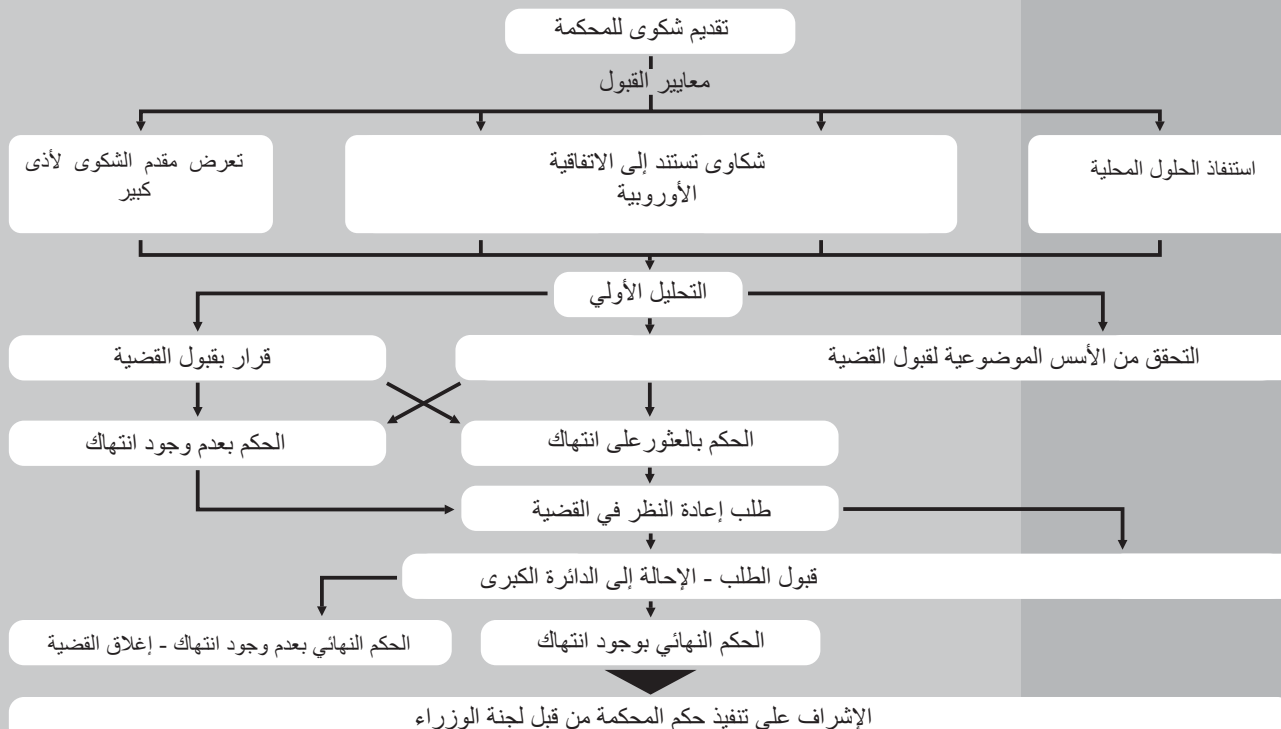 تقديم شكوى للمحكمة
معايير القبول
استنفاذ الحلول المحلية
شكاوى تستند إلى الاتفاقية
الأوروبية
تعرض مقدم الشكوى لأذى
كبير
التحليل الأولي
التحقق من الأسس الموضوعية لقبول القضية
قرار بقبول القضية
الحكم بالعثورعلى انتهاك
الحكم بعدم وجود انتهاك
طلب إعادة النظر في القضية
قبول الطلب - الإحالة إلى الدائرة الكبرى
الحكم النهائي بوجود انتهاك
الحكم النهائي بعدم وجود انتهاك - إغلاق القضية
الإشراف على تنفيذ حكم المحكمة من قبل لجنة الوزراء